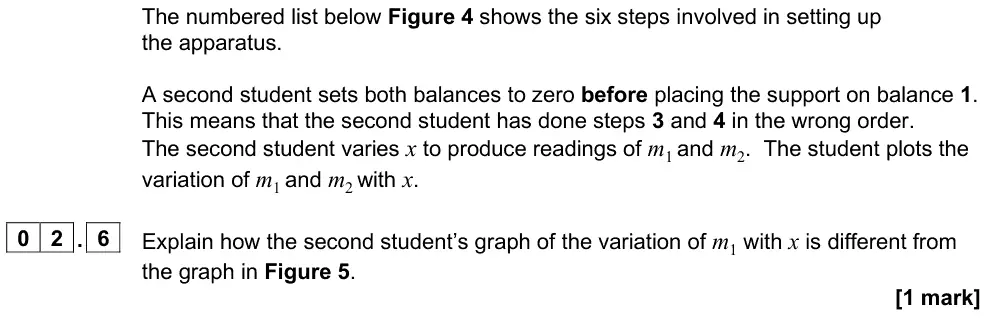 The numbered list below Figure 4 shows the six steps involved in setting up
the apparatus.
A second student sets both balances to zero before placing the support on balance 1.
This means that the second student has done steps 3 and 4 in the wrong order.
The second student varies x to produce readings of m₁ and m₂. The student plots the
variation of m₁ and m₂ with x.
0 2 . 6 Explain how the second student's graph of the variation of m₁ with x is different from
the graph in Figure 5.
[1 mark]